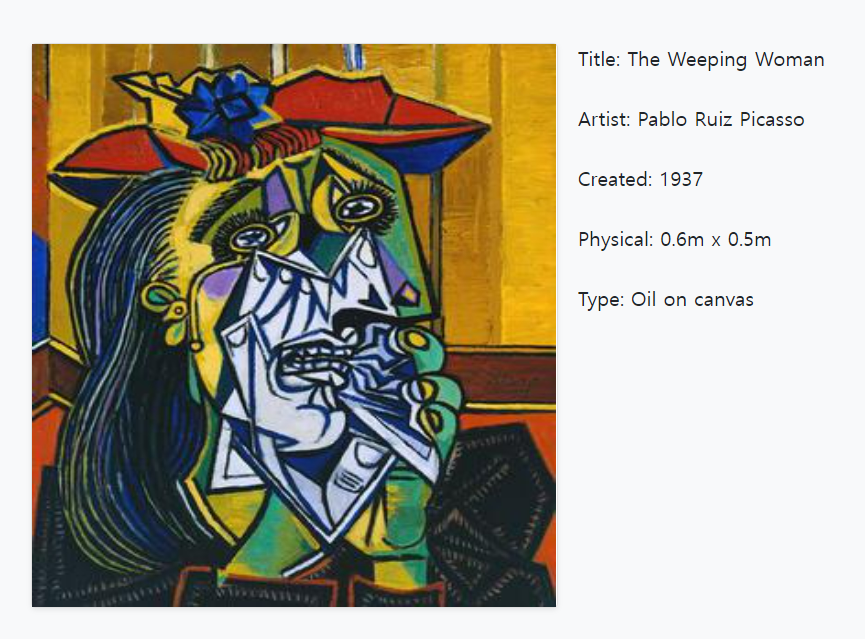 Title: The Weeping Woman
Artist: Pablo Ruiz Picasso
Created: 1937
Physical: 0.6m x 0.5m
Type: Oil on canvas